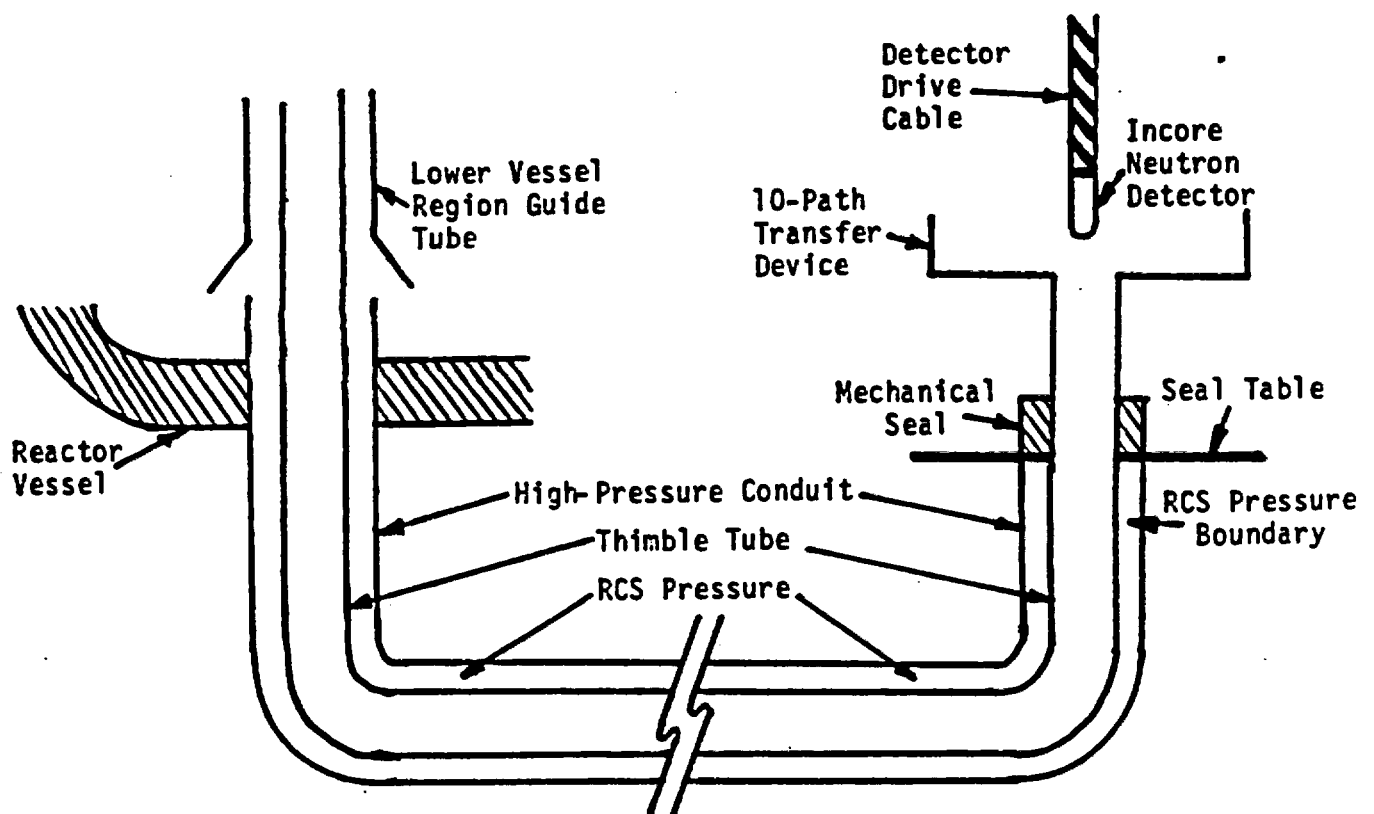 Detector
Drive
Cable
Incore
Neutron
Detector
Lower Vessel
Region Guide
Tube
10-Path
Transfer
Device
Mechanical
Seal
Seal Table
Reactor
Vessel
High-Pressure Conduit
RCS Pressure
Boundary
Thimble Tube
RCS Pressure